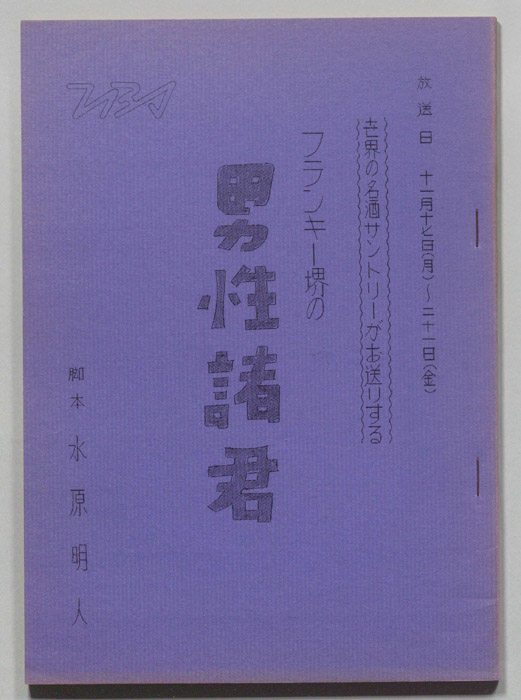 放送日 十一月十七日(月)〜二十一日(金)
世界の名酒サントリーがお送りする
フランキー堺の
男性諸君
脚本 水原明人